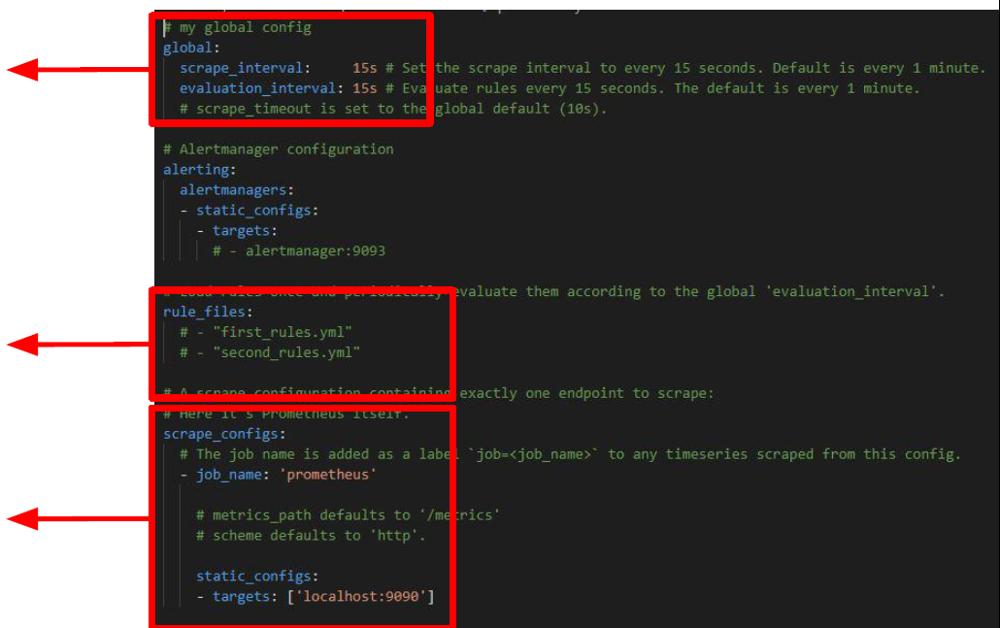 # my global config
global:
scrape_interval: 15s # Set the scrape interval to every 15 seconds. Default is every 1 minute.
evaluation_interval: 15s # Evaluate rules every 15 seconds. The default is every 1 minute.
# scrape_timeout is set to the global default (10s).
# Alertmanager configuration
alerting:
alertmanagers:
- static_configs:
- targets:
# - alertmanager:9093
# Load rules once and periodically evaluate them according to the global 'evaluation_interval'.
rule_files:
# - "first_rules.yml"
# - "second_rules.yml"
# A scrape configuration containing exactly one endpoint to scrape:
# Here it's Prometheus itself.
scrape_configs:
# The job name is added as a label `job=<job_name>` to any timeseries scraped from this config.
- job_name: 'prometheus'
# metrics_path defaults to '/metrics'
# scheme defaults to 'http'.
static_configs:
- targets: ['localhost:9090']